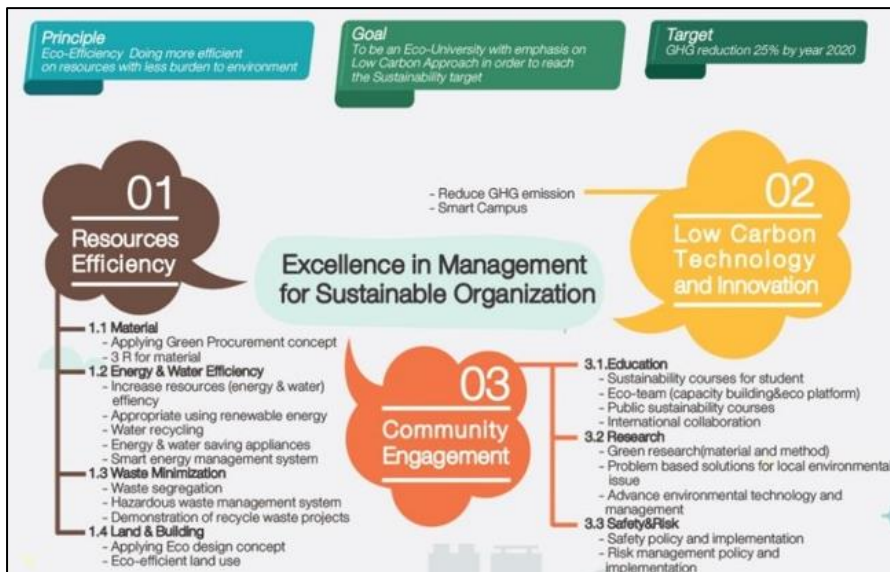 Principle
Eco-Efficiency Doing more efficient
on resources with less burden to environment
Goal
To be an Eco-University with emphasis on
Low Carbon Approach in order to reach
the Sustainability target
Target
GHG reduction 25% by year 2020
01
Resources
Efficiency
- Reduce GHG emission
- Smart Campus
02
Low Carbon
Technology
and Innovation
Excellence in Management
for Sustainable Organization
1.1 Material
- Applying Green Procurement concept
- 3 R for material
1.2 Energy & Water Efficiency
- Increase resources (energy & water)
effiency
- Appropriate using renewable energy
- Water recycling
- Energy & water saving appliances
- Smart energy management system
1.3 Waste Minimization
- Waste segregation
- Hazardous waste management system
- Demonstration of recycle waste projects
1.4 Land & Building
- Applying Eco design concept
- Eco-efficient land use
03
Community
Engagement
3.1.Education
- Sustainability courses for student
- Eco-team (capacity building&eco platform)
- Public sustainability courses
- International collaboration
3.2 Research
- Green research(material and method)
- Problem based solutions for local environmental
issue
- Advance environmental technology and
management
3.3 Safety&Risk
- Safety policy and implementation
- Risk management policy and
implementation